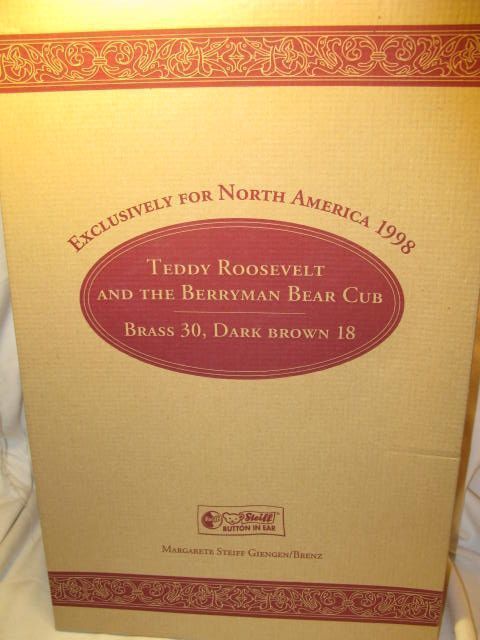 EXCLUSIVELY FOR NORTH AMERICA 1998
TEDDY ROOSEVELT
AND THE BERRYMAN BEAR CUB
BRASS 30, DARK BROWN 18
Steiff
BUTTON IN EAR
MARGARETE STEIFF GIENGEN/BRENZ